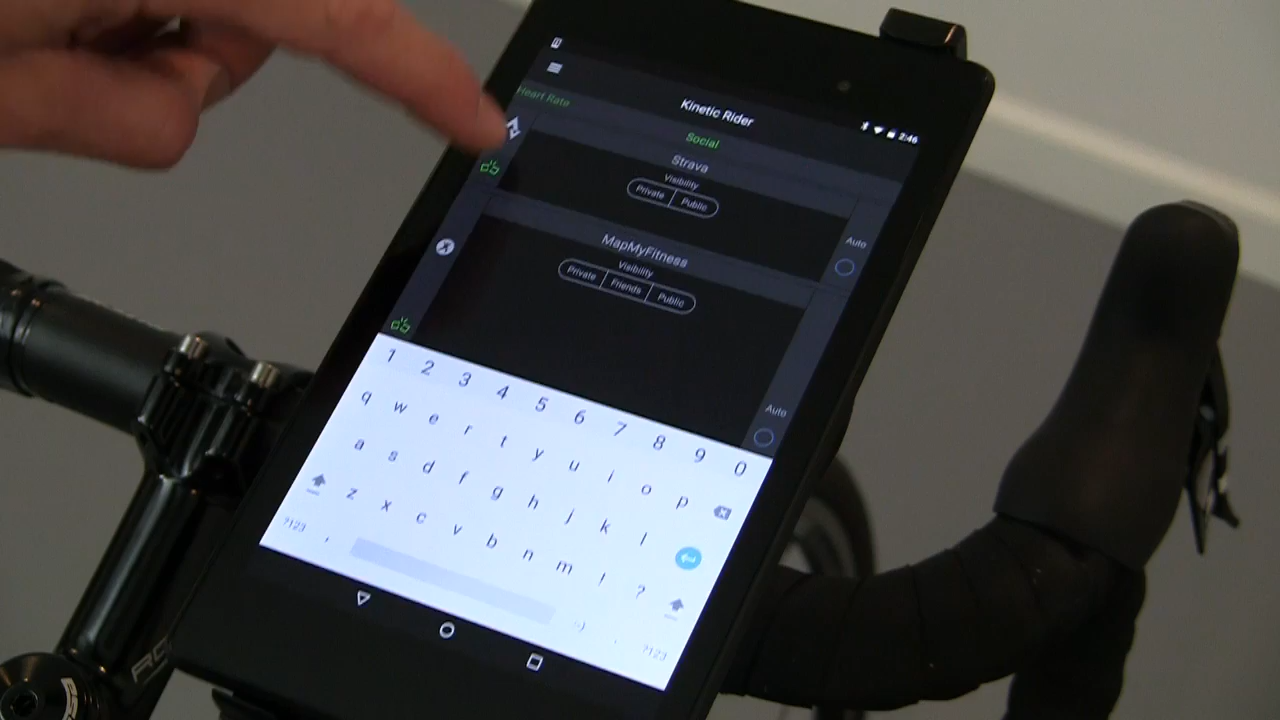 2:46
Kinetic Rider
Heart Rate
Social
Strava
Visibility
Private Public
Auto
MapMyFitness
Visibility
Private Friends Public
Auto
1 2 3 4 5 6 7 8 9 0
q w e r t y u i o p
a s d f g h j k l
z x c v b n m ! ?
?123 , :-) . ?123